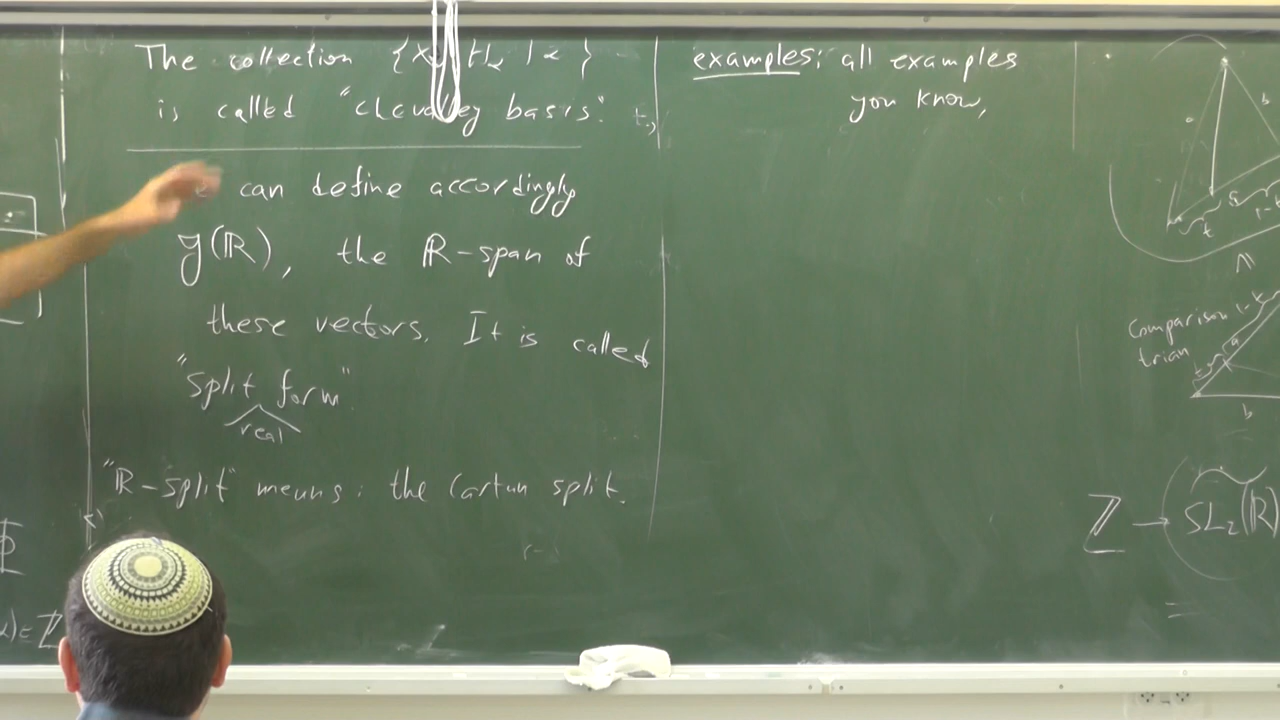 The collection {X H_α | α}
is called "Chevalley basis".
can define accordingly
g(ℝ), the ℝ-span of
these vectors. It is called
"split form".
real
"ℝ-split" means: the Cartan split.
examples: all examples
you know,
a
b
t
Comparison
trian
b
ℤ → SL₂(ℝ)
=